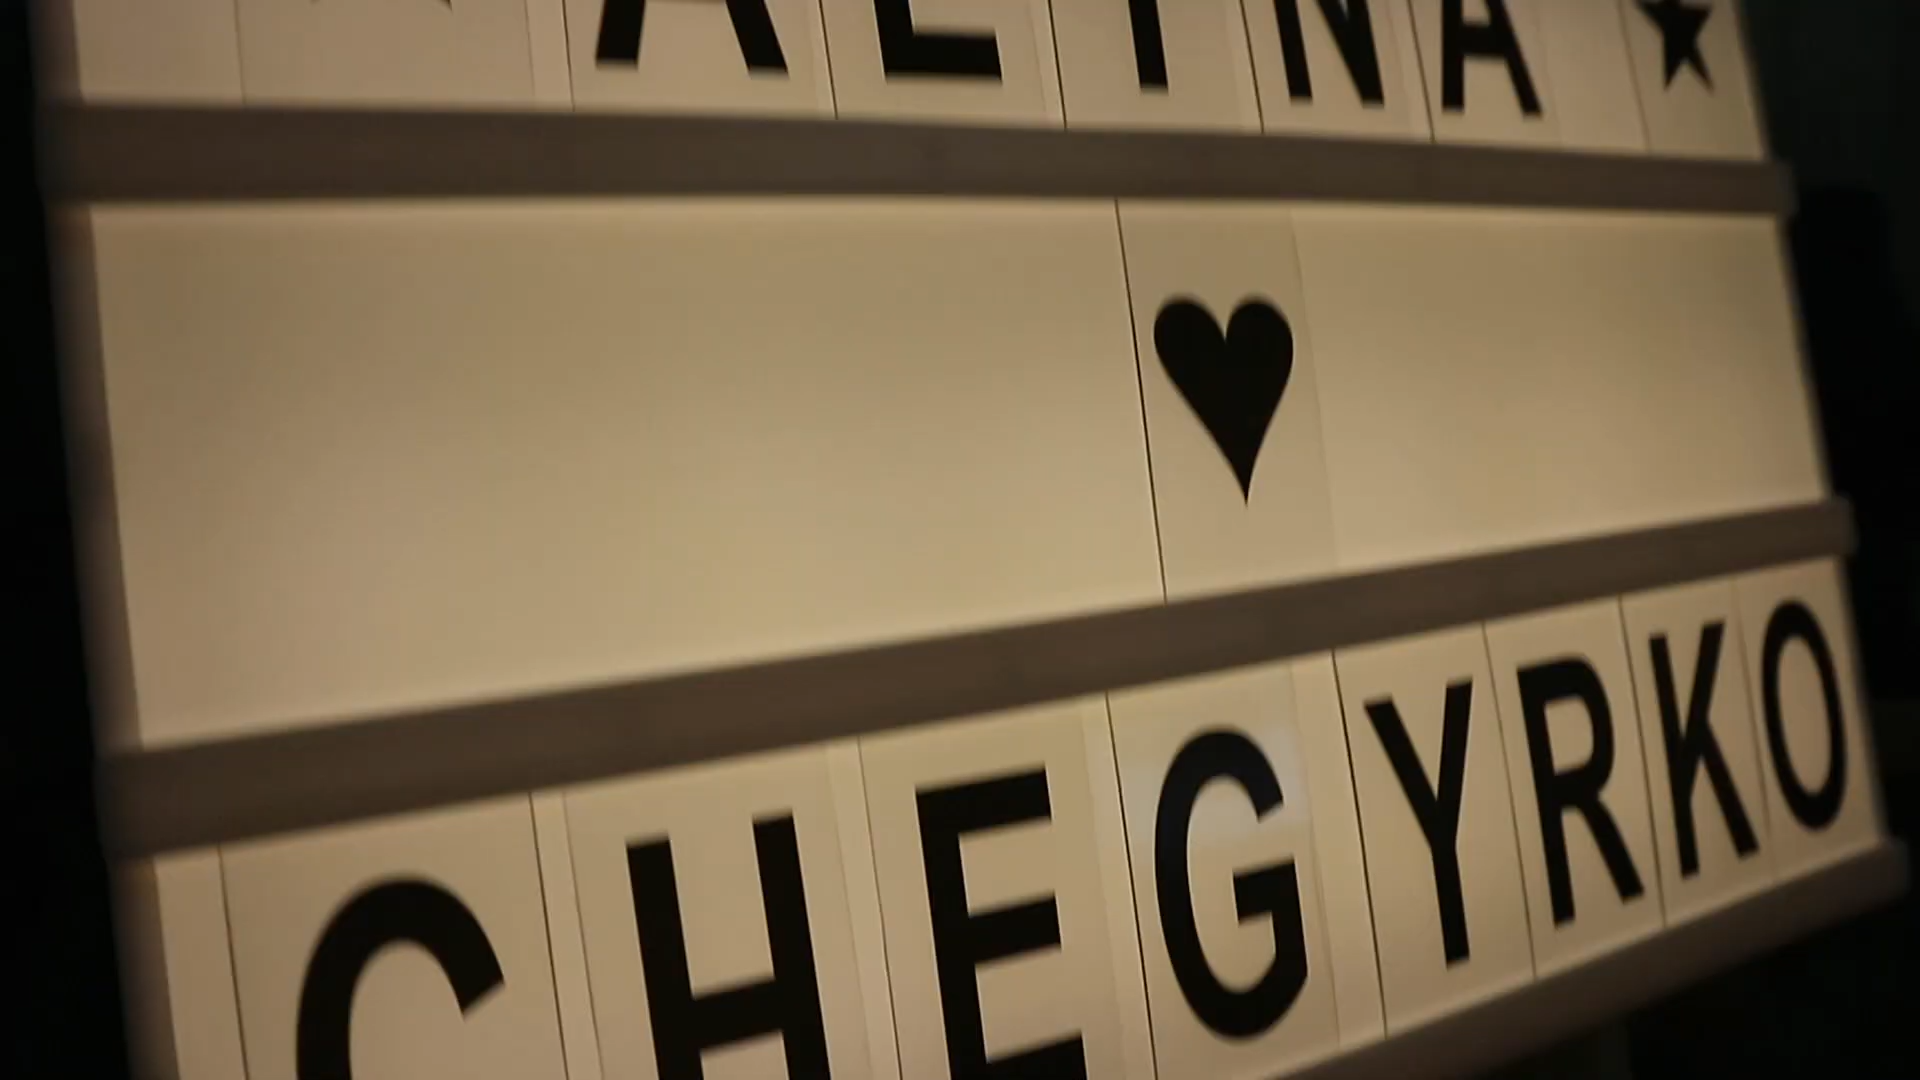 ★ ALINA ★
♥
CHEGYRKO